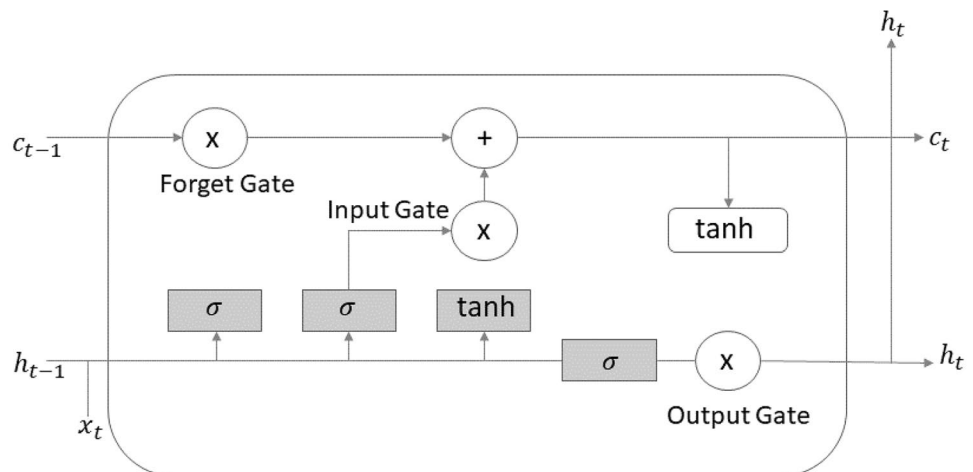 h_t
c_{t-1}
x
+
c_t
Forget Gate
Input Gate
x
tanh
σ
σ
tanh
h_{t-1}
σ
x
h_t
x_t
Output Gate